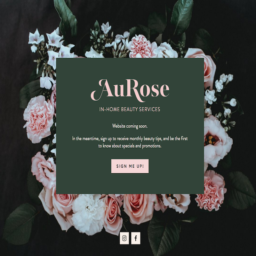 AuRose
IN-HOME BEAUTY SERVICES
Website coming soon.
In the meantime, sign up to receive monthly beauty tips, and be the first
to know about specials and promotions.
SIGN ME UP!